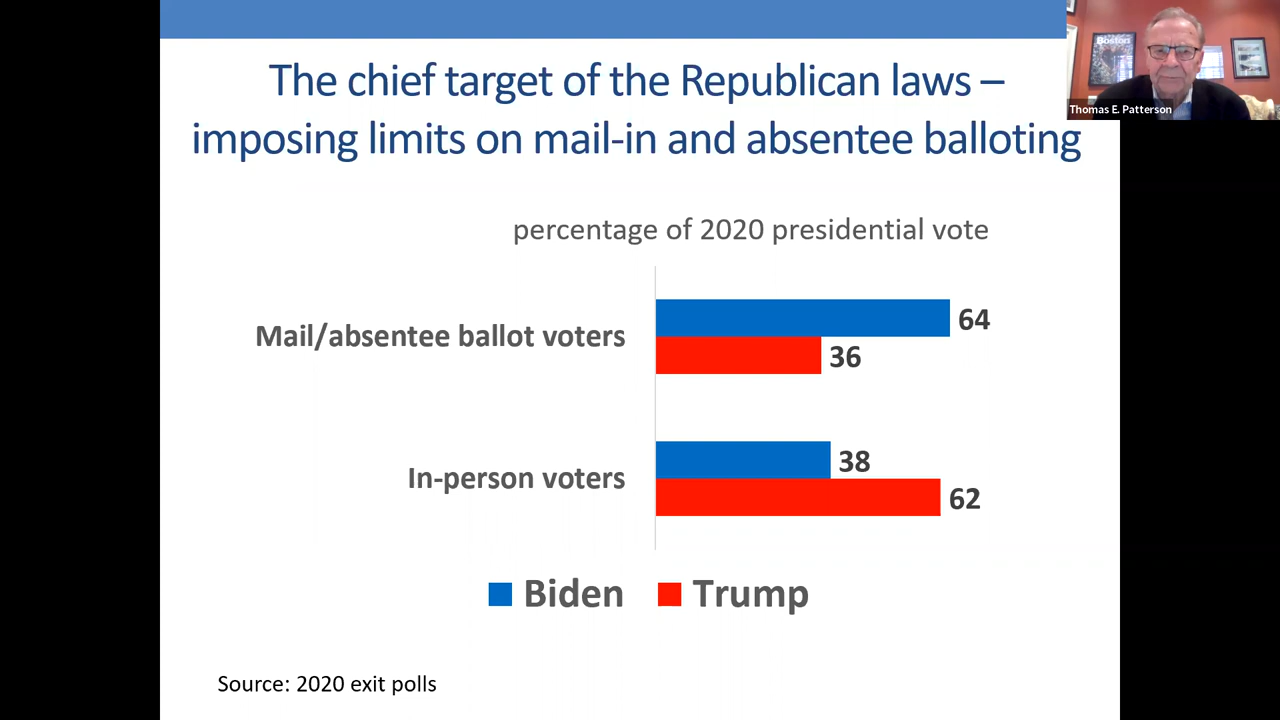 The chief target of the Republican laws –
imposing limits on mail-in and absentee balloting
Boston
Thomas E. Patterson
percentage of 2020 presidential vote
Mail/absentee ballot voters
64
36
In-person voters
38
62
Biden Trump
Source: 2020 exit polls